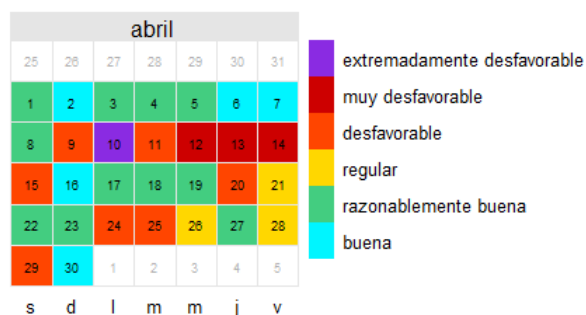 abril
25 26 27 28 29 30 31
1 2 3 4 5 6 7
8 9 10 11 12 13 14
15 16 17 18 19 20 21
22 23 24 25 26 27 28
29 30 1 2 3 4 5
s d l m m j v
extremadamente desfavorable
muy desfavorable
desfavorable
regular
razonablemente buena
buena